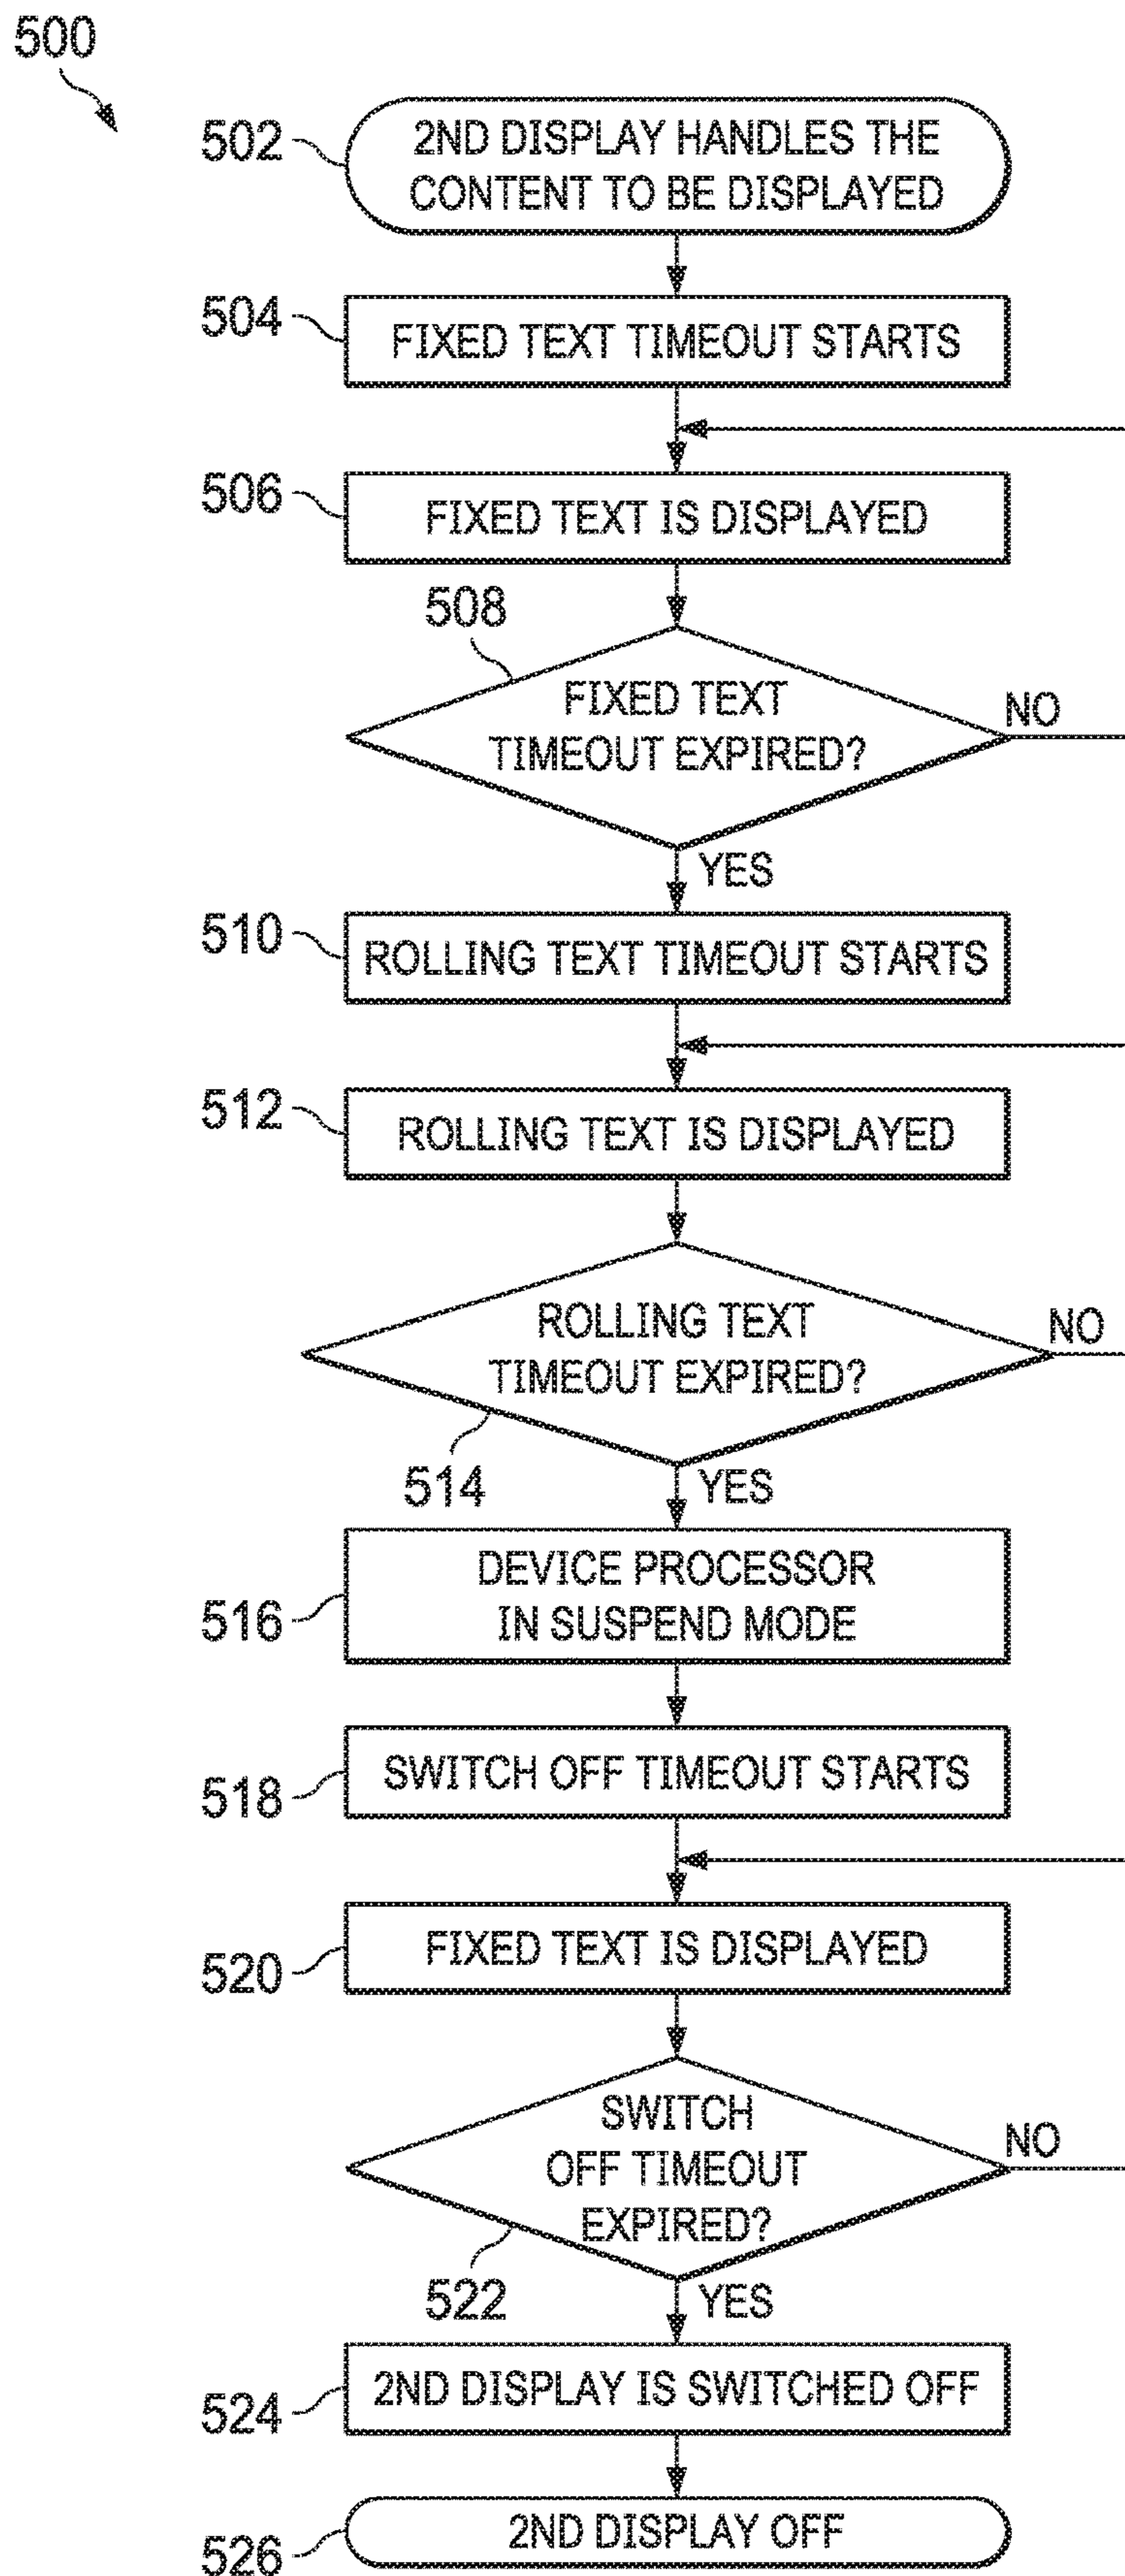 500
502
2ND DISPLAY HANDLES THE
CONTENT TO BE DISPLAYED
504
FIXED TEXT TIMEOUT STARTS
506
FIXED TEXT IS DISPLAYED
508
FIXED TEXT
TIMEOUT EXPIRED?
NO
YES
510
ROLLING TEXT TIMEOUT STARTS
512
ROLLING TEXT IS DISPLAYED
ROLLING TEXT
TIMEOUT EXPIRED?
NO
514
YES
516
DEVICE PROCESSOR
IN SUSPEND MODE
518
SWITCH OFF TIMEOUT STARTS
520
FIXED TEXT IS DISPLAYED
SWITCH
OFF TIMEOUT
EXPIRED?
NO
522
YES
524
2ND DISPLAY IS SWITCHED OFF
526
2ND DISPLAY OFF